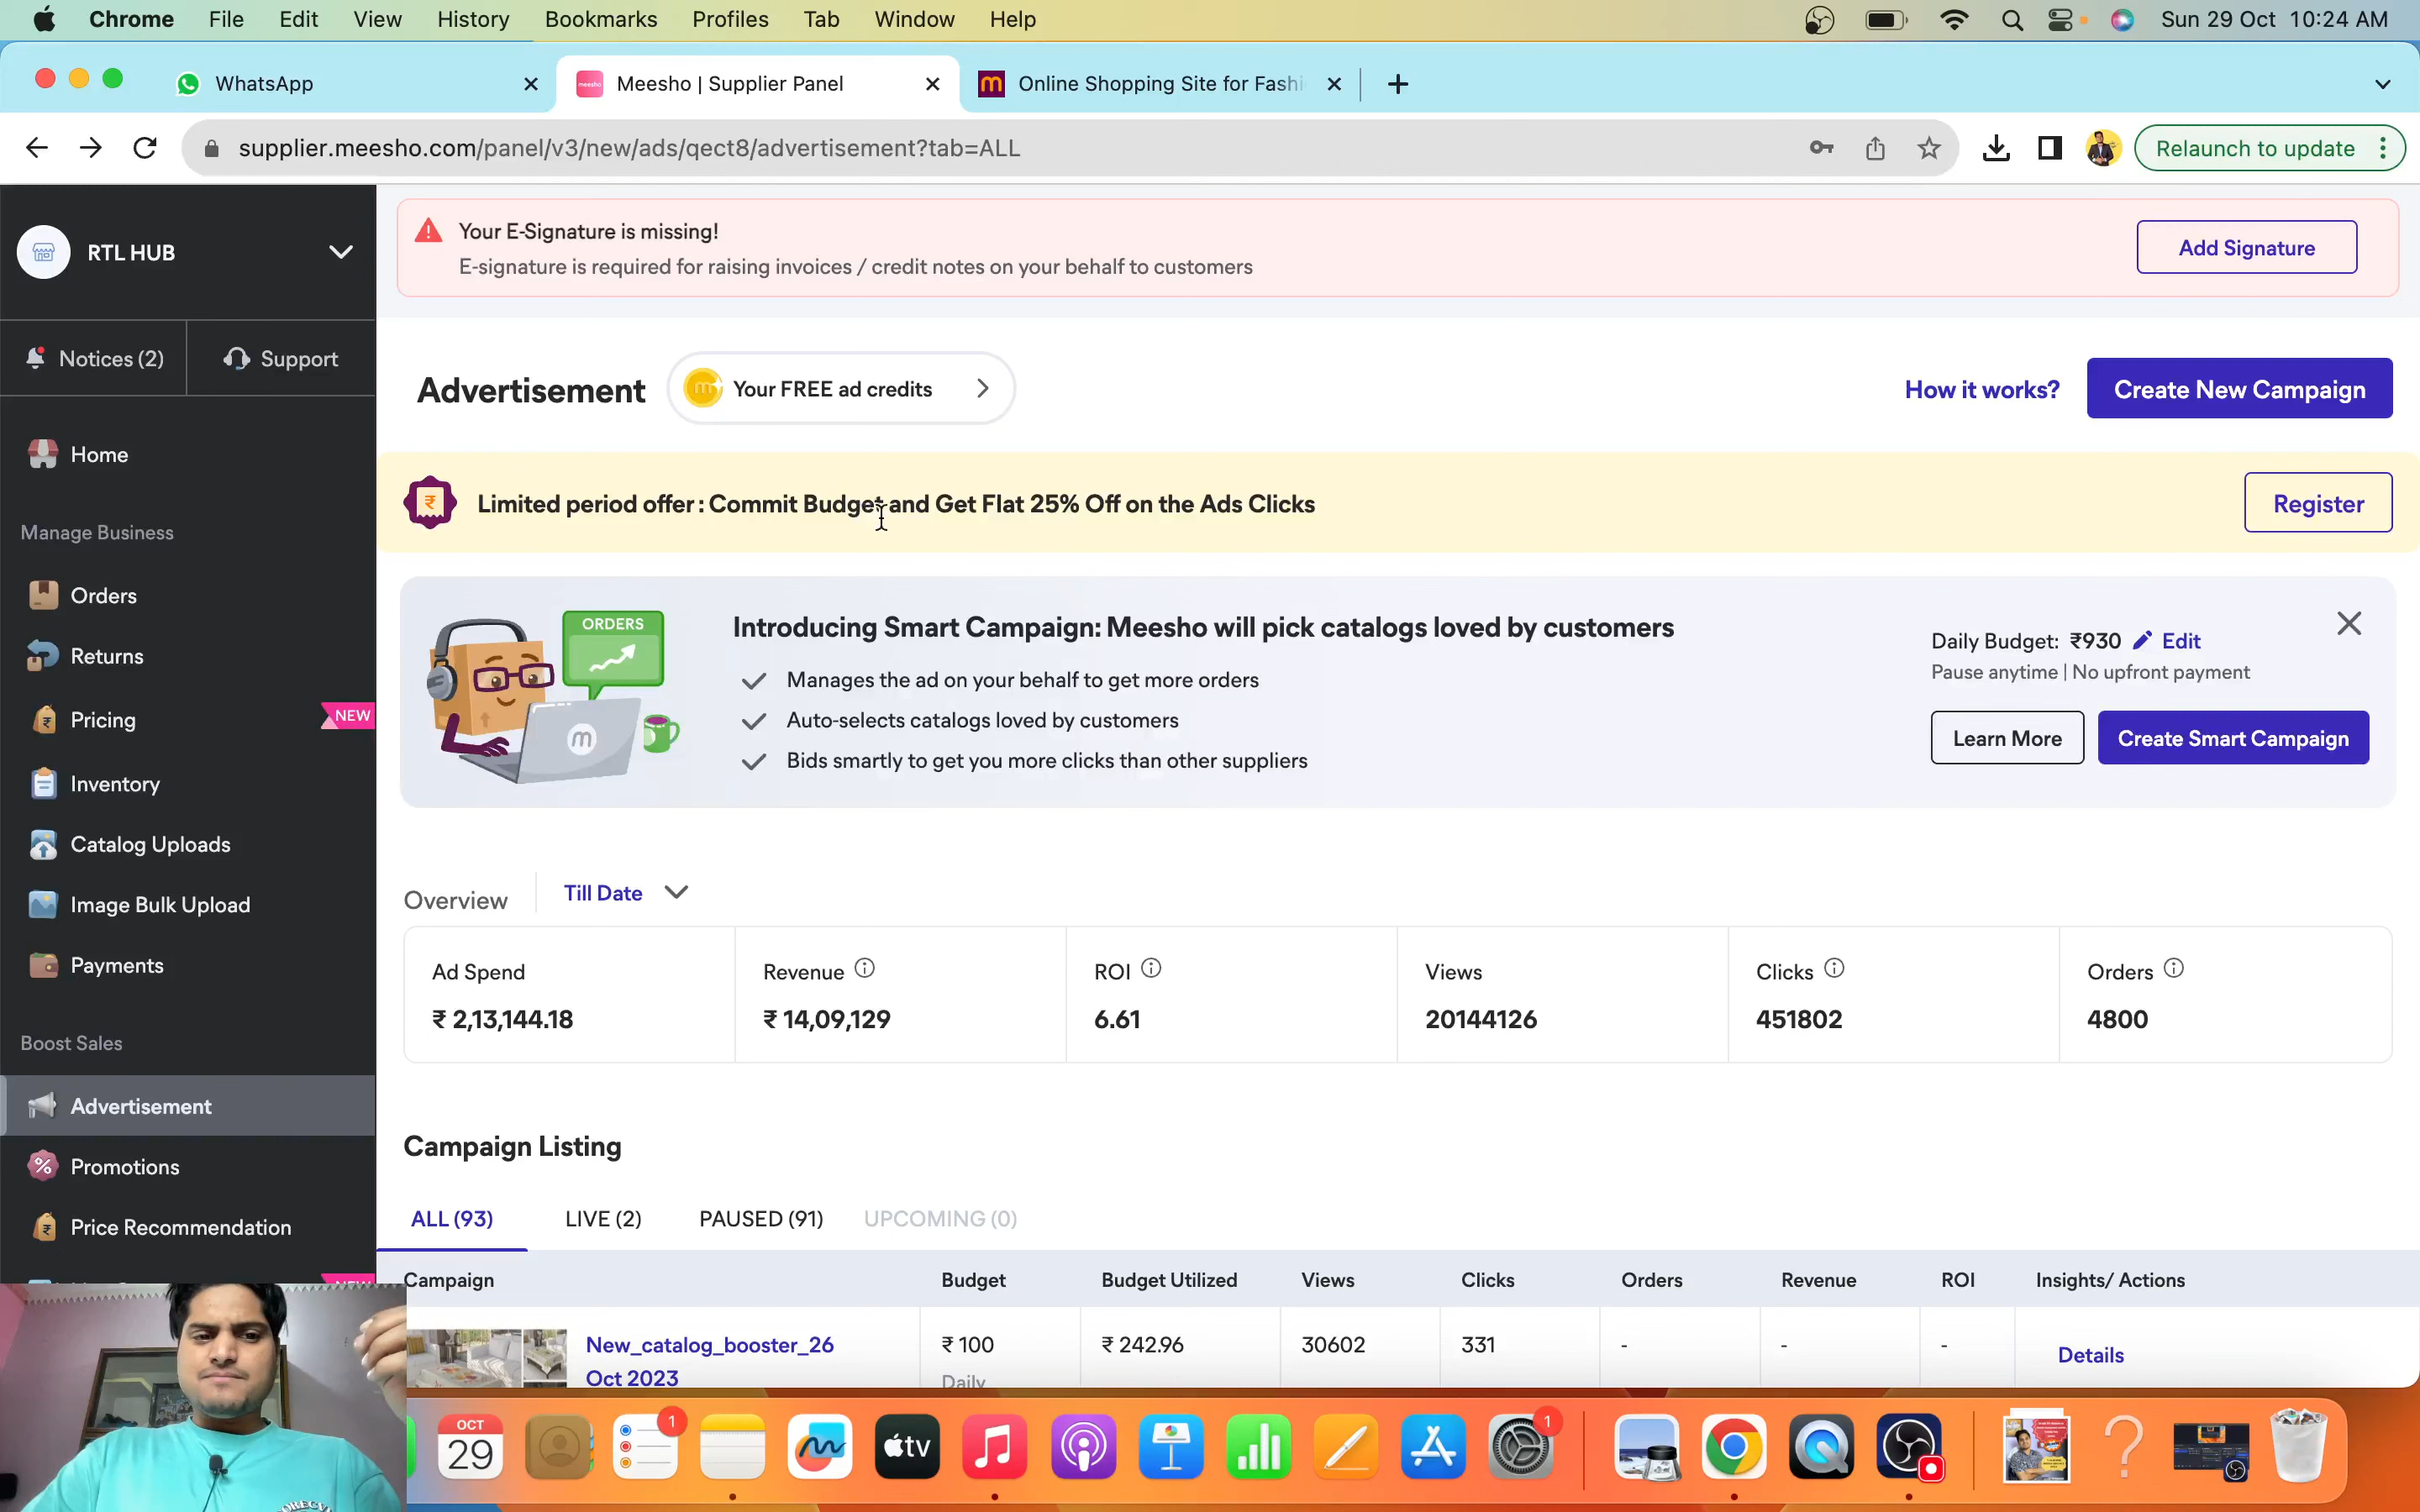 Chrome File Edit View History Bookmarks Profiles Tab Window Help Sun 29 Oct 10:24 AM
WhatsApp
Meesho | Supplier Panel
Online Shopping Site for Fashi
supplier.meesho.com/panel/v3/new/ads/qect8/advertisement?tab=ALL
Relaunch to update
RTL HUB
Notices (2)
Support
Home
Manage Business
Orders
Returns
Pricing NEW
Inventory
Catalog Uploads
Image Bulk Upload
Payments
Boost Sales
Advertisement
Promotions
Price Recommendation
NEW
Your E-Signature is missing!
E-signature is required for raising invoices / credit notes on your behalf to customers
Add Signature
Advertisement
Your FREE ad credits
How it works?
Create New Campaign
Limited period offer : Commit Budget and Get Flat 25% Off on the Ads Clicks
Register
ORDERS
Introducing Smart Campaign: Meesho will pick catalogs loved by customers
Manages the ad on your behalf to get more orders
Auto-selects catalogs loved by customers
Bids smartly to get you more clicks than other suppliers
Daily Budget: ₹930 Edit
Pause anytime | No upfront payment
Learn More
Create Smart Campaign
Overview
Till Date
Ad Spend Revenue ROI Views Clicks Orders
₹ 2,13,144.18 ₹ 14,09,129 6.61 20144126 451802 4800
Campaign Listing
ALL (93) LIVE (2) PAUSED (91) UPCOMING (0)
Campaign Budget Budget Utilized Views Clicks Orders Revenue ROI Insights/ Actions
New_catalog_booster_26 ₹ 100 ₹ 242.96 30602 331 - - - Details
Oct 2023 Daily
OCT
29
1
tv
1